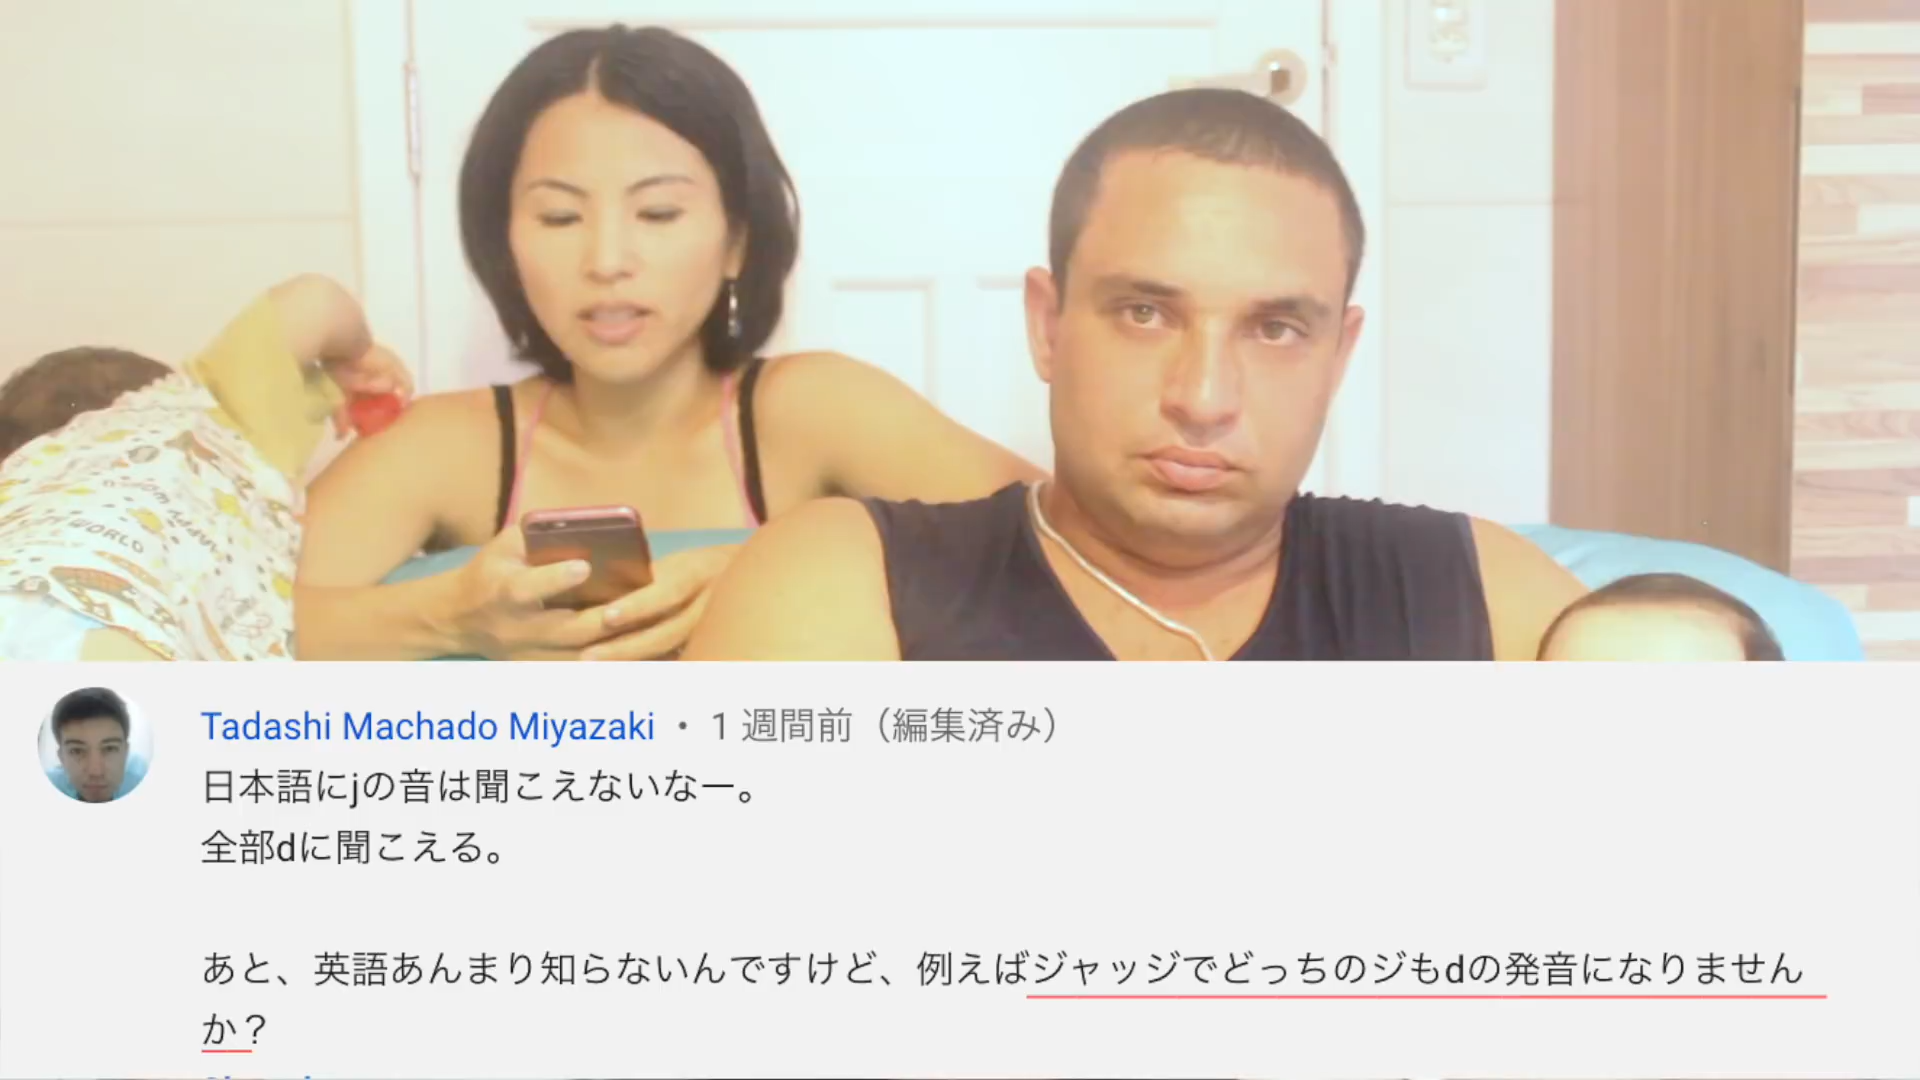 WORLD
Tadashi Machado Miyazaki • 1 週間前（編集済み）
日本語にjの音は聞こえないなー。
全部dに聞こえる。
あと、英語あんまり知らないんですけど、例えばジャッジでどっちのジもdの発音になりません
か？